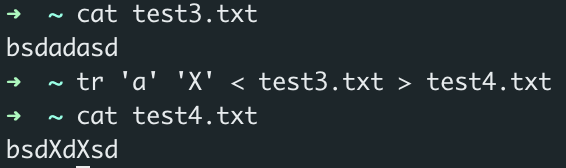 ➜  ~ cat test3.txt
bsdadasd
➜  ~ tr 'a' 'X' < test3.txt > test4.txt
➜  ~ cat test4.txt
bsdXdXsd